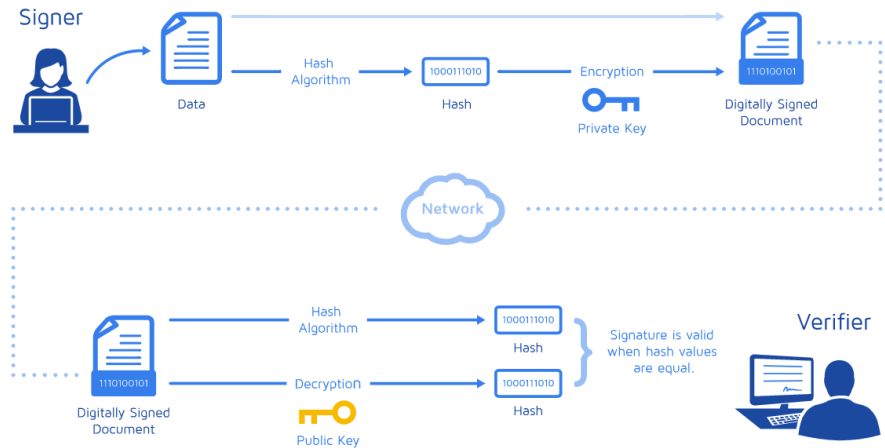 Signer
Data
Hash
Algorithm
1000111010
Hash
Encryption
Private Key
1110100101
Digitally Signed
Document
Network
1110100101
Digitally Signed
Document
Hash
Algorithm
1000111010
Hash
Decryption
Public Key
1000111010
Hash
Signature is valid
when hash values
are equal.
Verifier